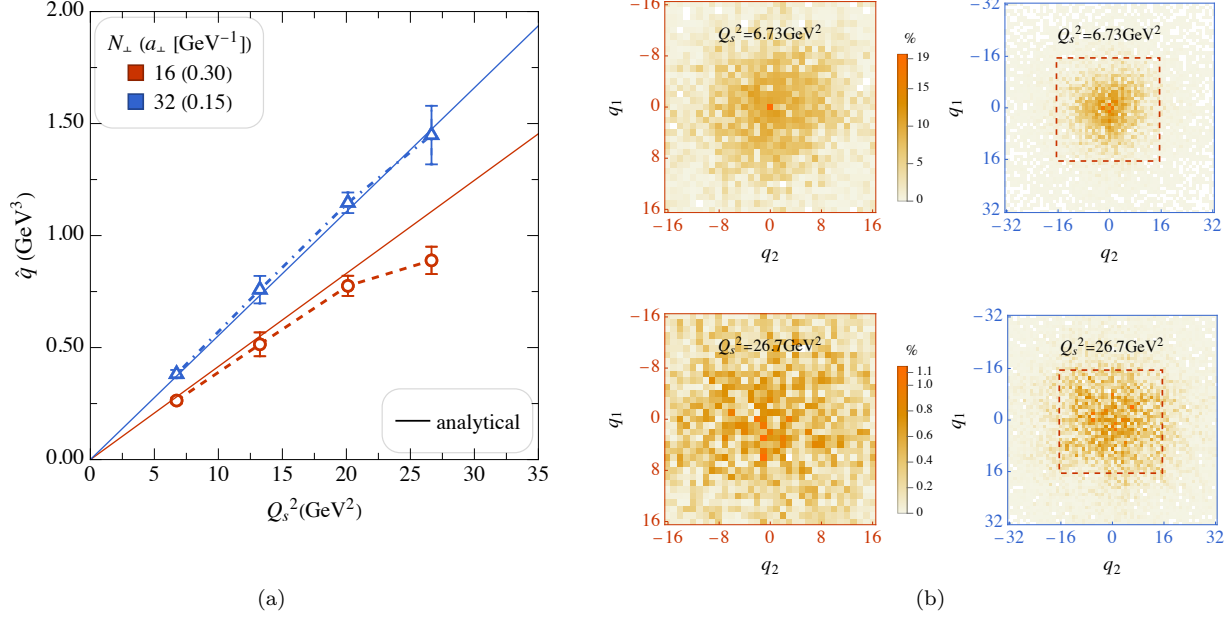 2.00
1.50
1.00
0.50
0.00
q̂ (GeV³)
N⊥ (a⊥ [GeV⁻¹])
16 (0.30)
32 (0.15)
analytical
0 5 10 15 20 25 30 35
Qₛ²(GeV²)
(a)
−16
−8
0
8
16
q₁
Qₛ²=6.73GeV²
−16 −8 0 8 16
q₂
%
19
15
10
5
0
−32
−16
0
16
32
q₁
Qₛ²=6.73GeV²
−32 −16 0 16 32
q₂
−16
−8
0
8
16
q₁
Qₛ²=26.7GeV²
−16 −8 0 8 16
q₂
%
1.1
1.0
0.8
0.6
0.4
0.2
0
−32
−16
0
16
32
q₁
Qₛ²=26.7GeV²
−32 −16 0 16 32
q₂
(b)